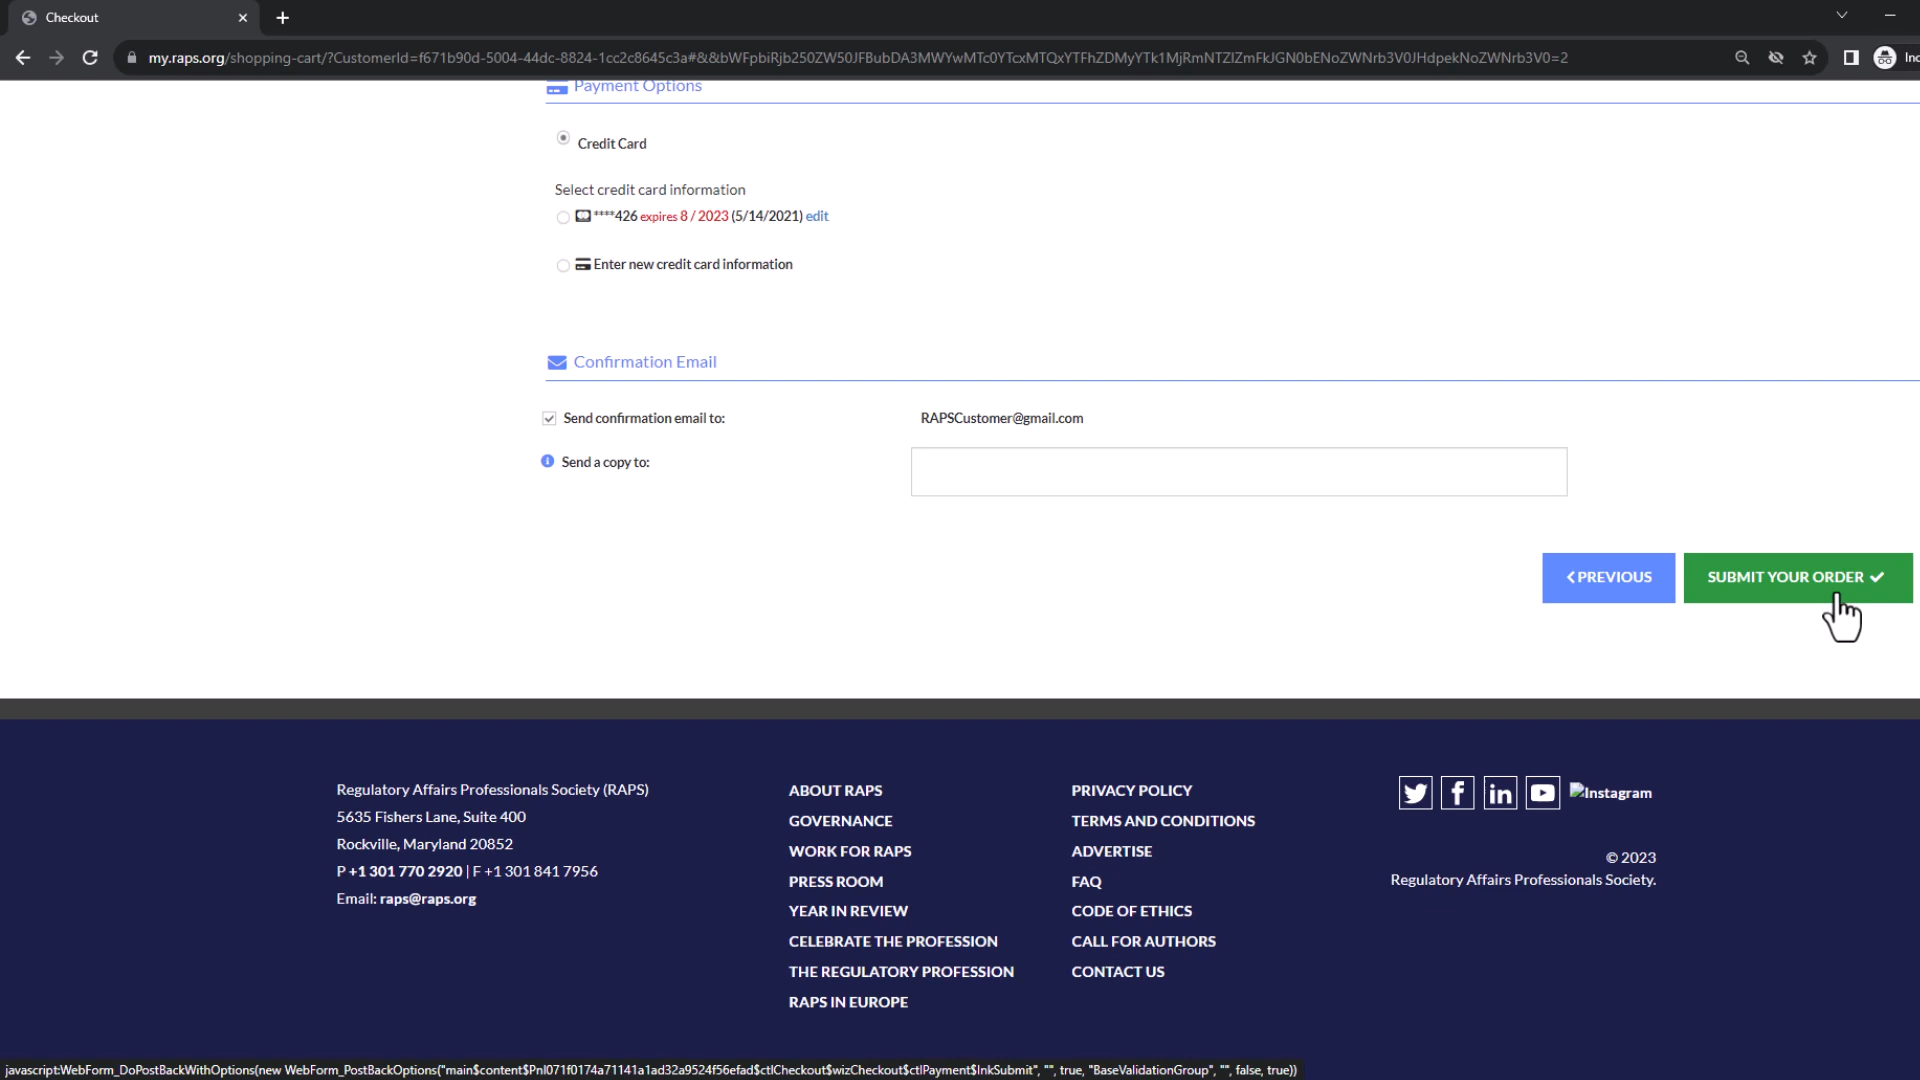 Checkout
my.raps.org/shopping-cart/?CustomerId=f671b90d-5004-44dc-8824-1cc2c8645c3a#&&bWFpbiRjb250ZW50JFBubDA3MWYwMTc0YTcxMTQxYTFhZDMyYTk1MjRmNTZlZmFkJGN0bENoZWNrb3V0JHdpekNoZWNrb3V0=2
Inc
Payment Options
Credit Card
Select credit card information
****426 expires 8 / 2023 (5/14/2021) edit
Enter new credit card information
Confirmation Email
Send confirmation email to: RAPSCustomer@gmail.com
Send a copy to:
PREVIOUS
SUBMIT YOUR ORDER
Regulatory Affairs Professionals Society (RAPS)
5635 Fishers Lane, Suite 400
Rockville, Maryland 20852
P +1 301 770 2920 | F +1 301 841 7956
Email: raps@raps.org
ABOUT RAPS
GOVERNANCE
WORK FOR RAPS
PRESS ROOM
YEAR IN REVIEW
CELEBRATE THE PROFESSION
THE REGULATORY PROFESSION
RAPS IN EUROPE
PRIVACY POLICY
TERMS AND CONDITIONS
ADVERTISE
FAQ
CODE OF ETHICS
CALL FOR AUTHORS
CONTACT US
Instagram
© 2023
Regulatory Affairs Professionals Society.
javascript:WebForm_DoPostBackWithOptions(new WebForm_PostBackOptions("main$content$Pnl071f0174a71141a1ad32a9524f56efad$ctlCheckout$wizCheckout$ctlPayment$lnkSubmit", "", true, "BaseValidationGroup", "", false, true))